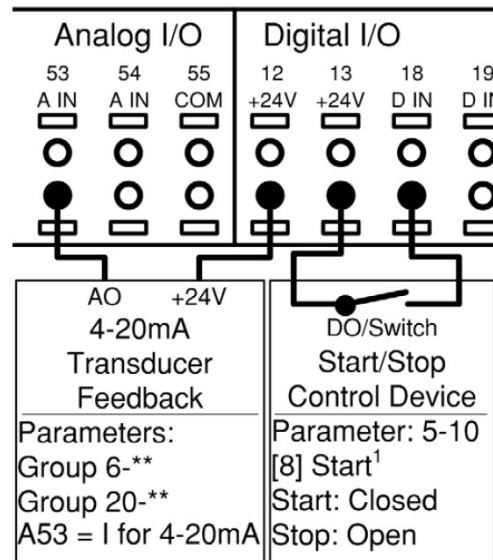 Analog I/O
Digital I/O
53 54 55 12 13 18 19
A IN A IN COM +24V +24V D IN D IN
AO +24V
4-20mA
Transducer
Feedback
Parameters:
Group 6-**
Group 20-**
A53 = I for 4-20mA
DO/Switch
Start/Stop
Control Device
Parameter: 5-10
[8] Start¹
Start: Closed
Stop: Open